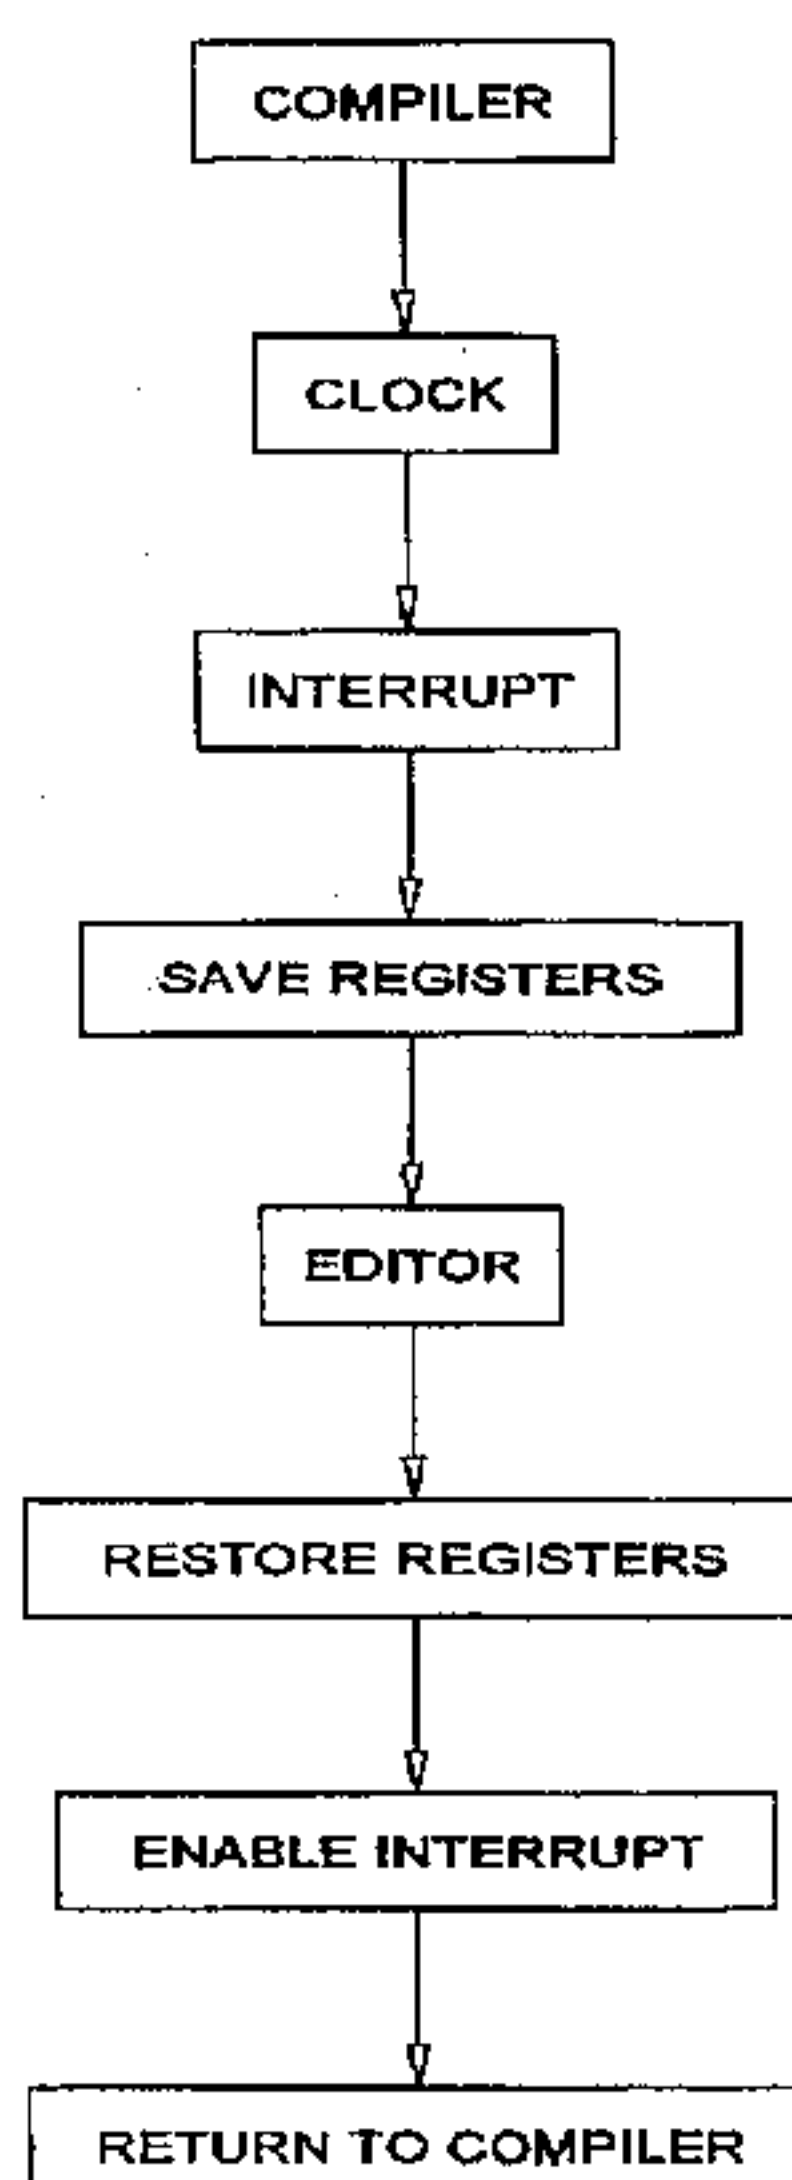 COMPILER
CLOCK
INTERRUPT
SAVE REGISTERS
EDITOR
RESTORE REGISTERS
ENABLE INTERRUPT
RETURN TO COMPILER